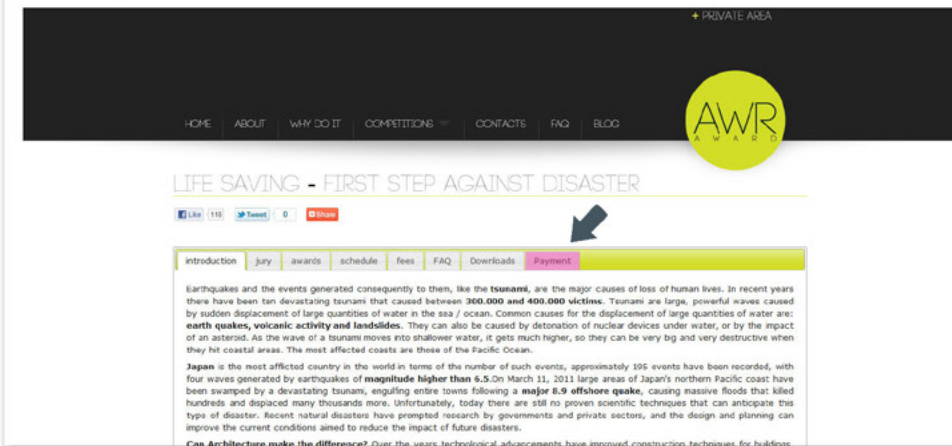 + PRIVATE AREA
HOME ABOUT WHY DO IT COMPETITIONS CONTACTS FAQ BLOG
AWR
AWARD
LIFE SAVING - FIRST STEP AGAINST DISASTER
Like 115 Tweet 0 Share
introduction jury awards schedule fees FAQ Downloads Payment
Earthquakes and the events generated consequently to them, like the tsunami, are the major causes of loss of human lives. In recent years
there have been ten devastating tsunami that caused between 300.000 and 400.000 victims. Tsunami are large, powerful waves caused
by sudden displacement of large quantities of water in the sea / ocean. Common causes for the displacement of large quantities of water are:
earth quakes, volcanic activity and landslides. They can also be caused by detonation of nuclear devices under water, or by the impact
of an asteroid. As the wave of a tsunami moves into shallower water, it gets much higher, so they can be very big and very destructive when
they hit coastal areas. The most affected coasts are those of the Pacific Ocean.
Japan is the most afflicted country in the world in terms of the number of such events, approximately 195 events have been recorded, with
four waves generated by earthquakes of magnitude higher than 6.5.On March 11, 2011 large areas of Japan's northern Pacific coast have
been swamped by a devastating tsunami, engulfing entire towns following a major 8.9 offshore quake, causing massive floods that killed
hundreds and displaced many thousands more. Unfortunately, today there are still no proven scientific techniques that can anticipate this
type of disaster. Recent natural disasters have prompted research by governments and private sectors, and the design and planning can
improve the current conditions aimed to reduce the impact of future disasters.
Can Architecture make the difference? Over the years technological advancements have improved construction techniques for buildings,